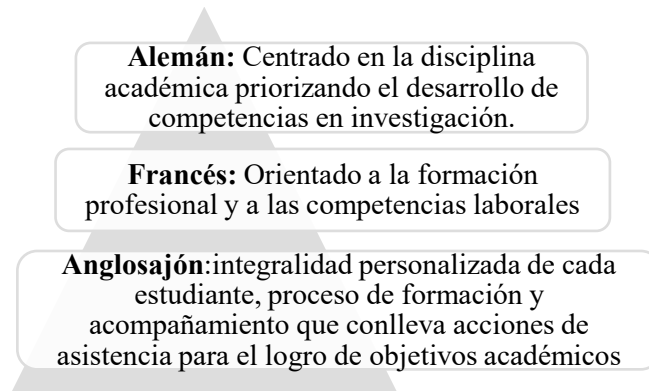 Alemán: Centrado en la disciplina
académica priorizando el desarrollo de
competencias en investigación.
Francés: Orientado a la formación
profesional y a las competencias laborales
Anglosajón:integralidad personalizada de cada
estudiante, proceso de formación y
acompañamiento que conlleva acciones de
asistencia para el logro de objetivos académicos